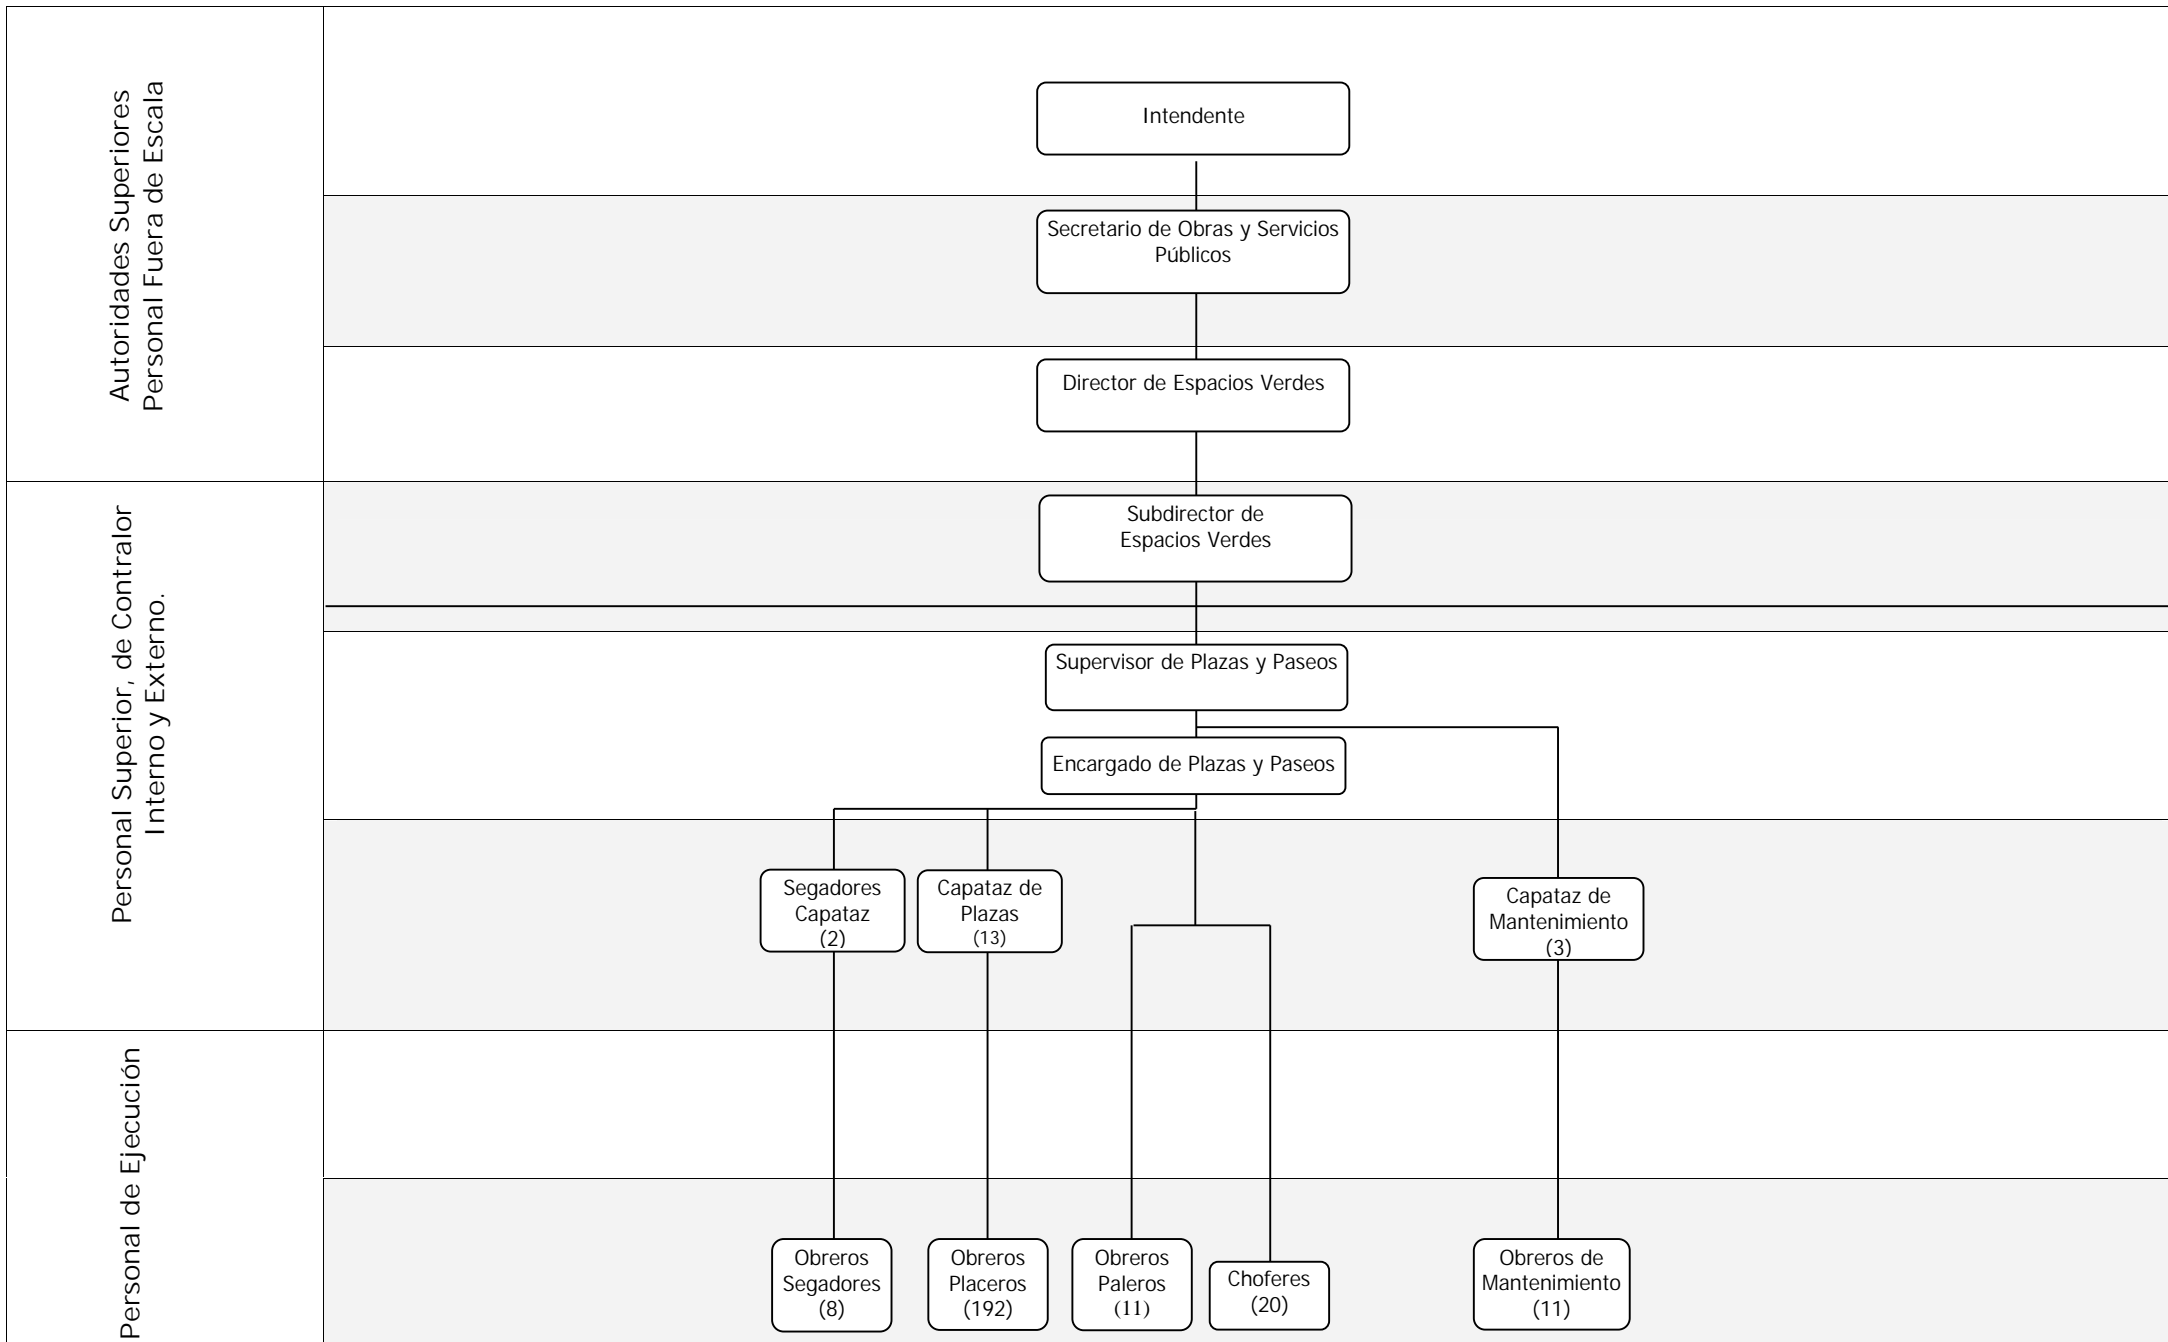 Autoridades Superiores
Personal Fuera de Escala
Intendente
Secretario de Obras y Servicios
Públicos
Director de Espacios Verdes
Personal Superior, de Contralor
Interno y Externo.
Subdirector de
Espacios Verdes
Supervisor de Plazas y Paseos
Encargado de Plazas y Paseos
Segadores
Capataz
(2)
Capataz de
Plazas
(13)
Capataz de
Mantenimiento
(3)
Personal de Ejecución
Obreros
Segadores
(8)
Obreros
Placeros
(192)
Obreros
Paleros
(11)
Choferes
(20)
Obreros de
Mantenimiento
(11)